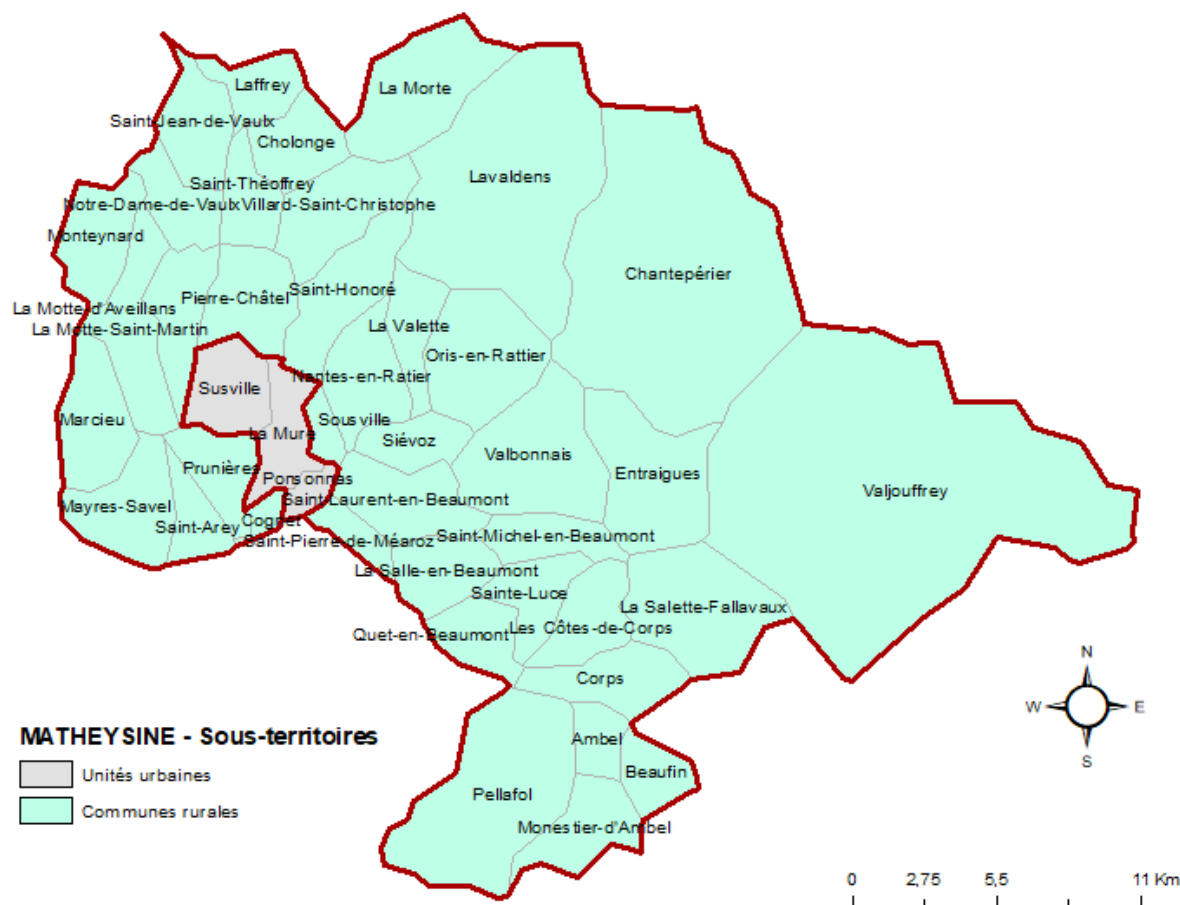 La Morte
Laffrey
Saint-Jean-de-Vaulx
Cholonge
Lavaldens
Saint-Théoffrey
Notre-Dame-de-Vaulx
Villard-Saint-Christophe
Monteynard
Chantepérier
Saint-Honoré
Pierre-Châtel
La Motte-d'Aveillans
La Motte-Saint-Martin
La Valette
Oris-en-Rattier
Nantes-en-Ratier
Susville
Marcieu
Sousville
La Mure
Siévoz
Valbonnais
Prunières
Entraigues
Ponsonnas
Valjouffrey
Saint-Laurent-en-Beaumont
Mayres-Savel
Cognet
Saint-Arey
Saint-Michel-en-Beaumont
Saint-Pierre-de-Méaroz
La-Salle-en-Beaumont
Sainte-Luce
La Salette-Fallavaux
Quet-en-Beaumont
Les Côtes-de-Corps
Corps
N
W
E
S
MATHEYSINE - Sous-territoires
Ambel
Beaufin
Unités urbaines
Pellafol
Communes rurales
Monestier-d'Ambel
0 2,75 5,5 11 Km